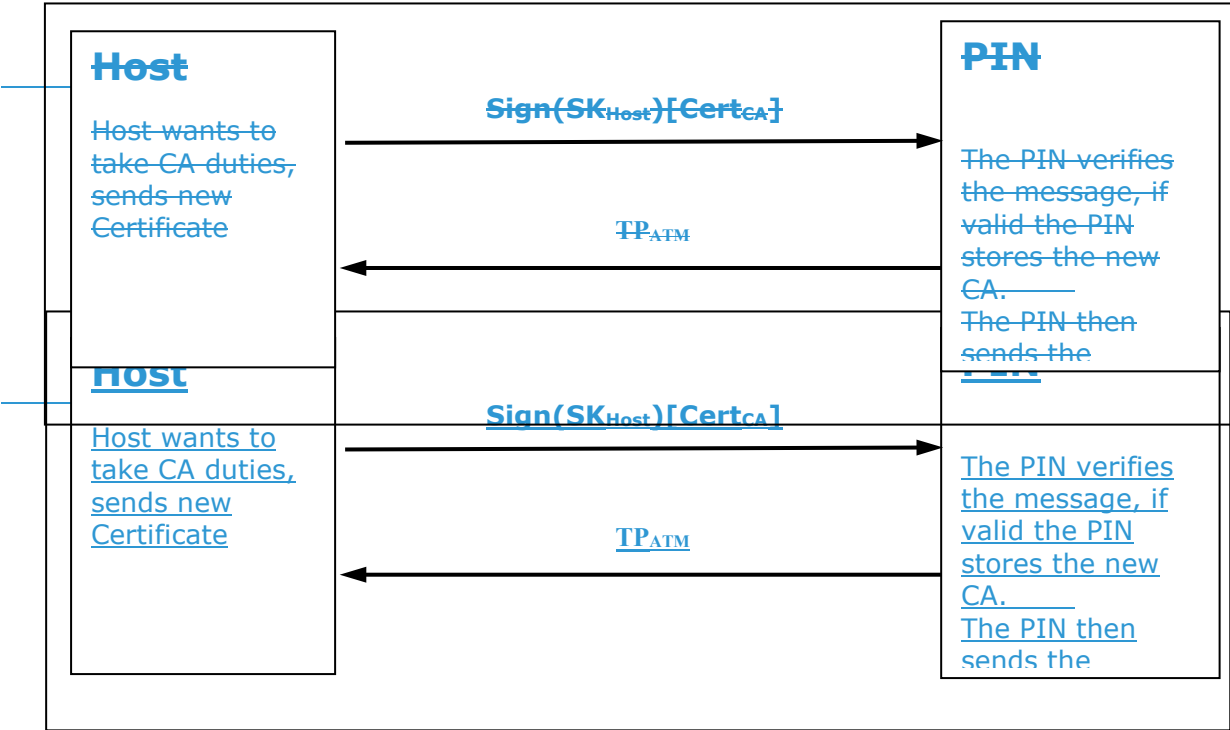 Host
Host wants to
take CA duties,
sends new
Certificate
Sign(SKHost)[CertCA]
TPATM
PIN
The PIN verifies
the message, if
valid the PIN
stores the new
CA.
The PIN then
sends the
Host
Host wants to
take CA duties,
sends new
Certificate
Sign(SKHost)[CertCA]
TPATM
PIN
The PIN verifies
the message, if
valid the PIN
stores the new
CA.
The PIN then
sends the